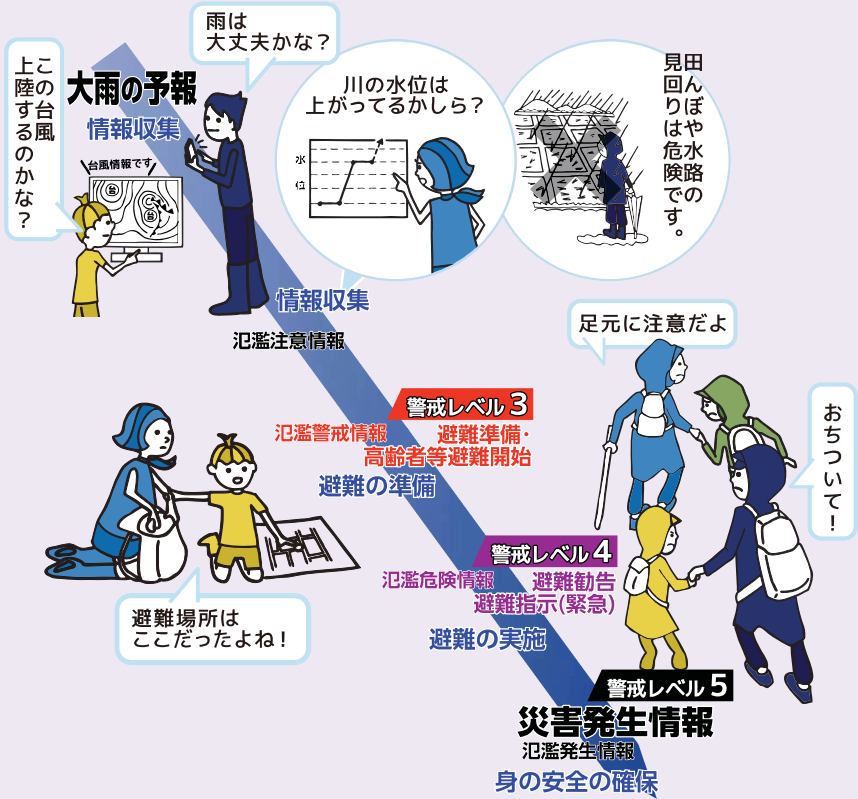 雨は
大丈夫かな？
この台風
上陸するのかな？
大雨の予報
情報収集
台風情報です
台
台
川の水位は
上がってるかしら？
水位
田んぼや水路の
見回りは危険です。
情報収集
氾濫注意情報
足元に注意だよ
おちついて！
警戒レベル3
氾濫警戒情報
避難準備・
高齢者等避難開始
避難の準備
避難場所は
ここだったよね！
警戒レベル4
氾濫危険情報
避難勧告
避難指示(緊急)
避難の実施
警戒レベル5
災害発生情報
氾濫発生情報
身の安全の確保